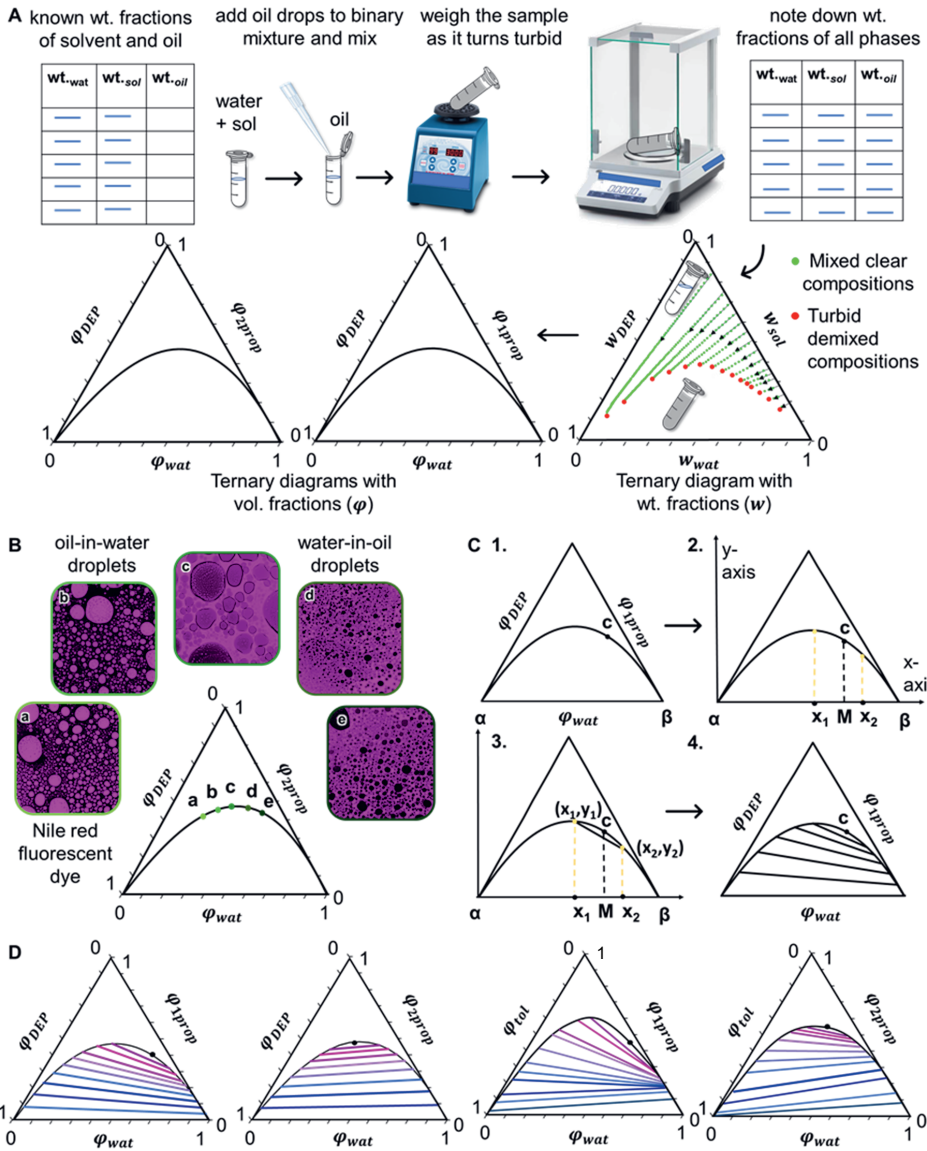 A
known wt. fractions
of solvent and oil
add oil drops to binary
mixture and mix
weigh the sample
as it turns turbid
note down wt.
fractions of all phases
wt.wat wt.sol wt.oil
water
+ sol
oil
wt.wat wt.sol wt.oil
0 1
φDEP
φ2prop
1 0
0 1
φwat
0 1
φDEP
φ1prop
1 0
0 1
φwat
Ternary diagrams with
vol. fractions (φ)
0 1
wDEP
wsol
1 0
0 1
wwat
Ternary diagram with
wt. fractions (w)
Mixed clear
compositions
Turbid
demixed
compositions
B
oil-in-water
droplets
water-in-oil
droplets
a
b
c
d
e
Nile red
fluorescent
dye
0 1
φDEP
φ2prop
a b c d e
1 0
0 1
φwat
C 1.
φDEP
φ1prop
c
α φwat β
2.
y-
axis
c
x-
axi
α x1 M x2 β
3.
(x1,y1)
c
(x2,y2)
α x1 M x2 β
4.
φDEP
φ1prop
c
φwat
D
0 1
φDEP
φ1prop
1 0
0 1
φwat
0 1
φDEP
φ2prop
1 0
0 1
φwat
0 1
φtol
φ1prop
1 0
0 1
φwat
0 1
φtol
φ2prop
1 0
0 1
φwat